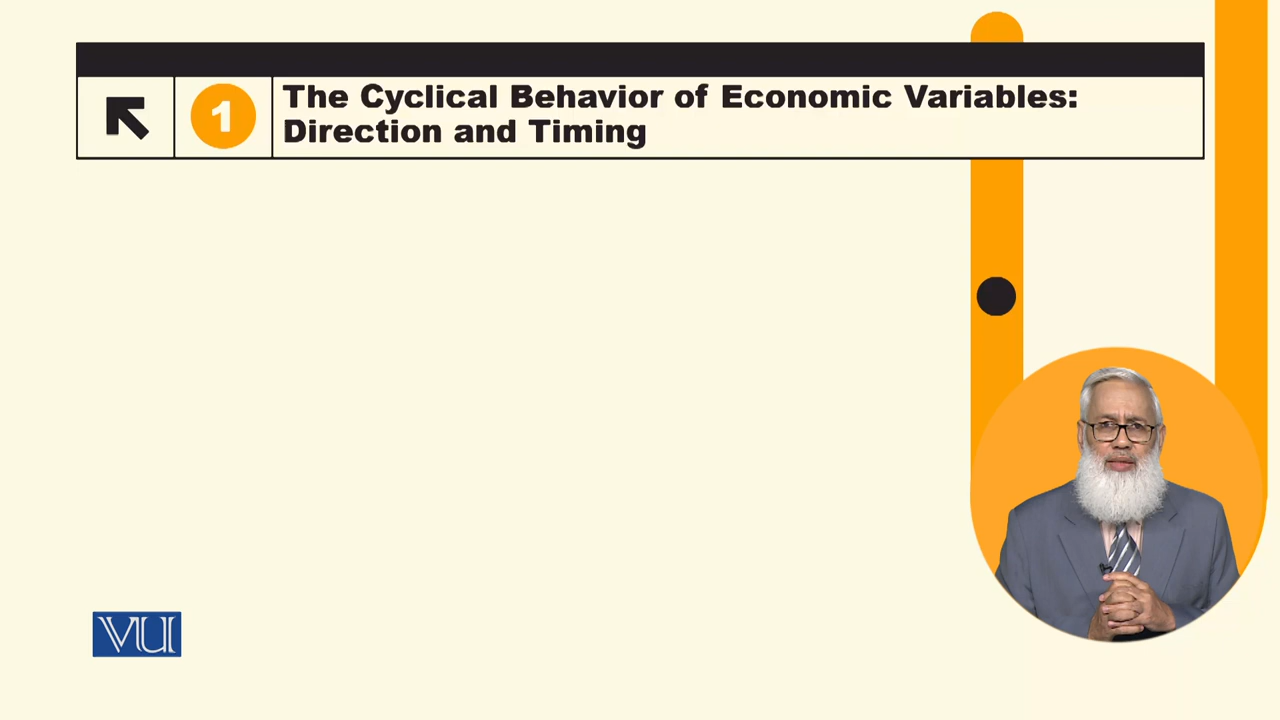 1
The Cyclical Behavior of Economic Variables:
Direction and Timing
VU